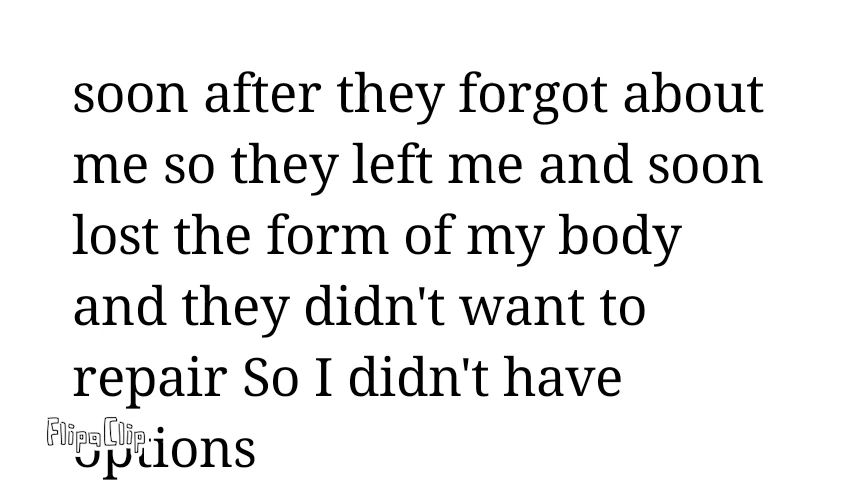 soon after they forgot about
me so they left me and soon
lost the form of my body
and they didn't want to
repair So I didn't have
options
FlipaClip